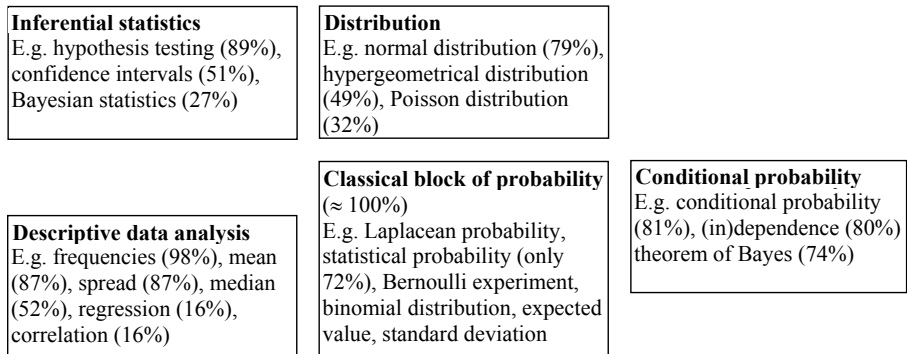 Inferential statistics
E.g. hypothesis testing (89%),
confidence intervals (51%),
Bayesian statistics (27%)
Distribution
E.g. normal distribution (79%),
hypergeometrical distribution
(49%), Poisson distribution
(32%)
Descriptive data analysis
E.g. frequencies (98%), mean
(87%), spread (87%), median
(52%), regression (16%),
correlation (16%)
Classical block of probability
(≈ 100%)
E.g. Laplacean probability,
statistical probability (only
72%), Bernoulli experiment,
binomial distribution, expected
value, standard deviation
Conditional probability
E.g. conditional probability
(81%), (in)dependence (80%)
theorem of Bayes (74%)